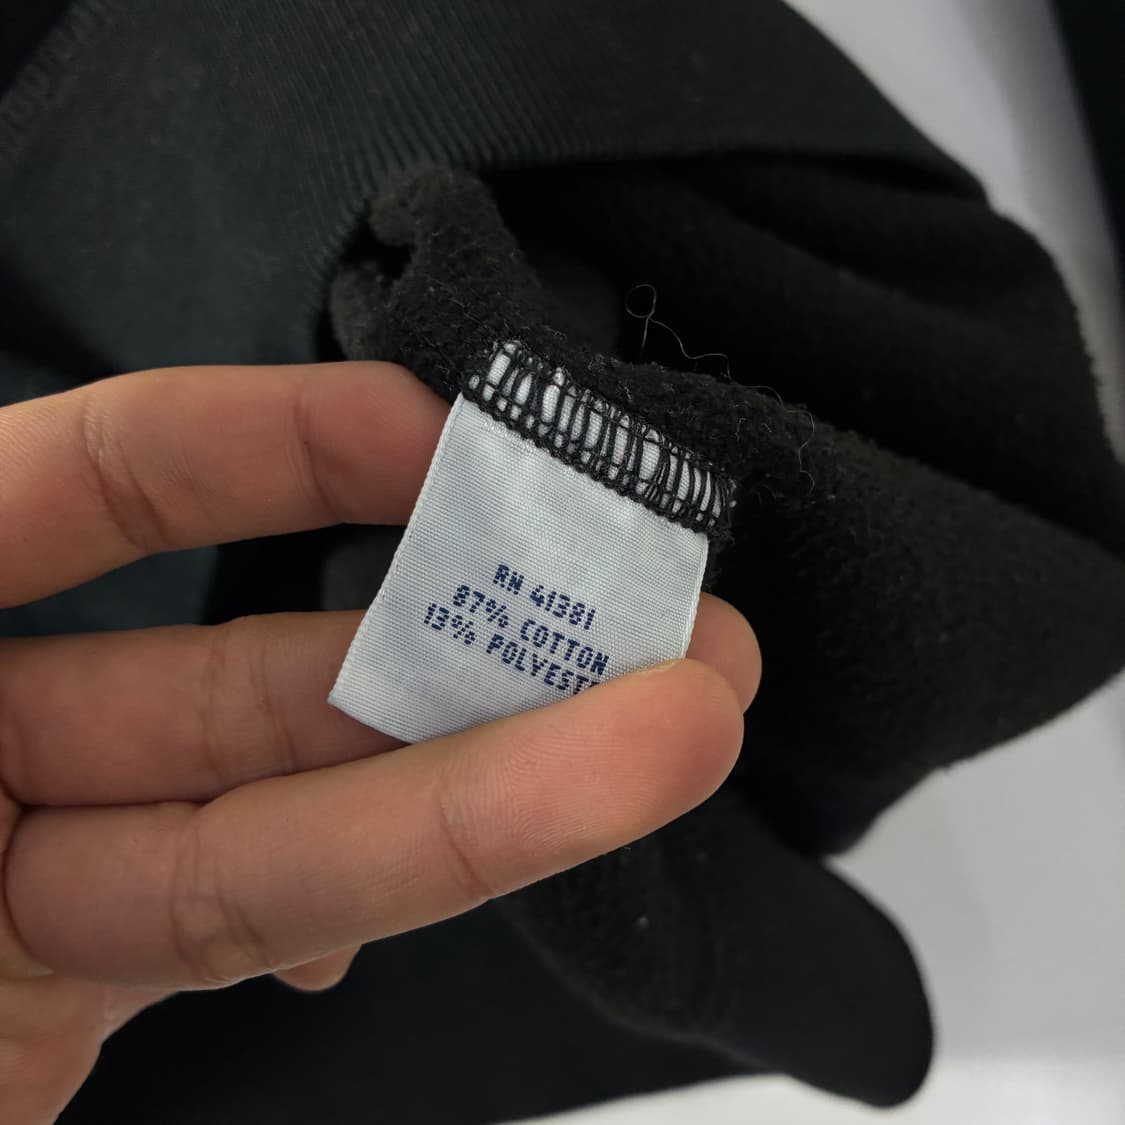 RN 41381
87% COTTON
13% POLYEST